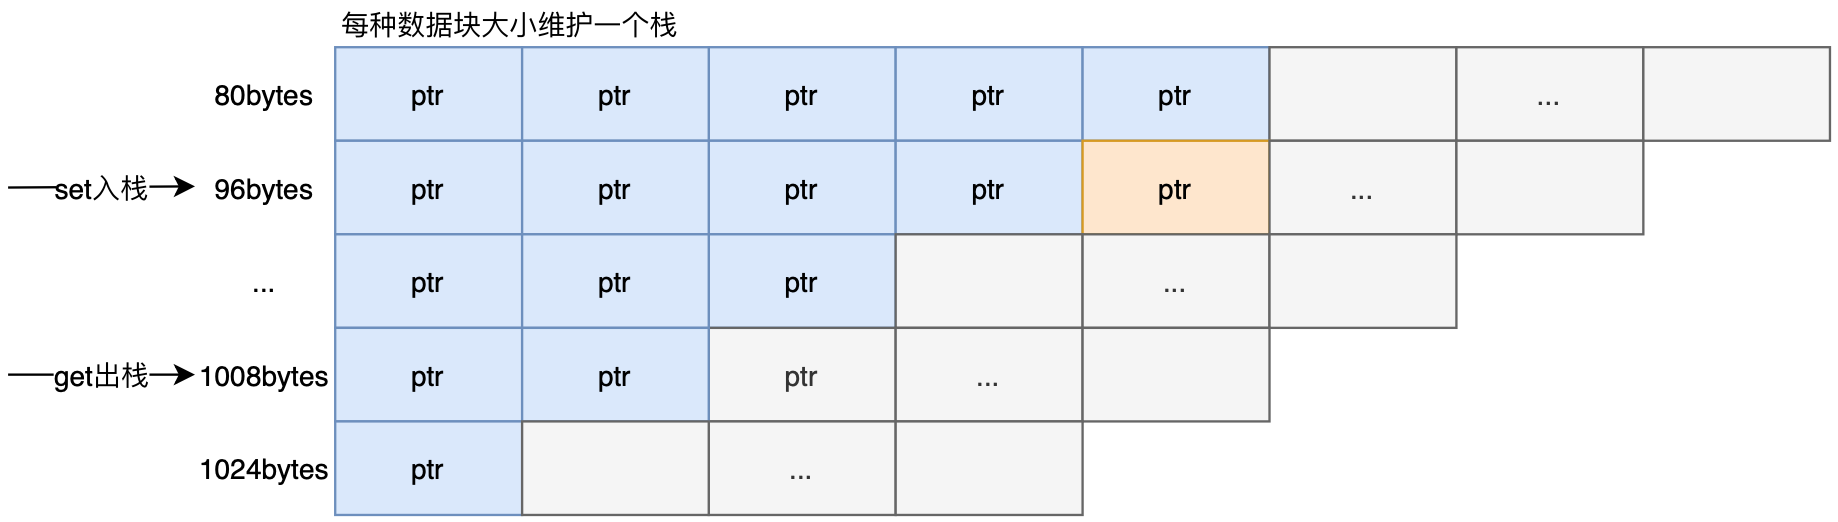 每种数据块大小维护一个栈
80bytes ptr ptr ptr ptr ptr ...
set入栈 96bytes ptr ptr ptr ptr ptr ...
... ptr ptr ptr ...
get出栈 1008bytes ptr ptr ptr ...
1024bytes ptr ...